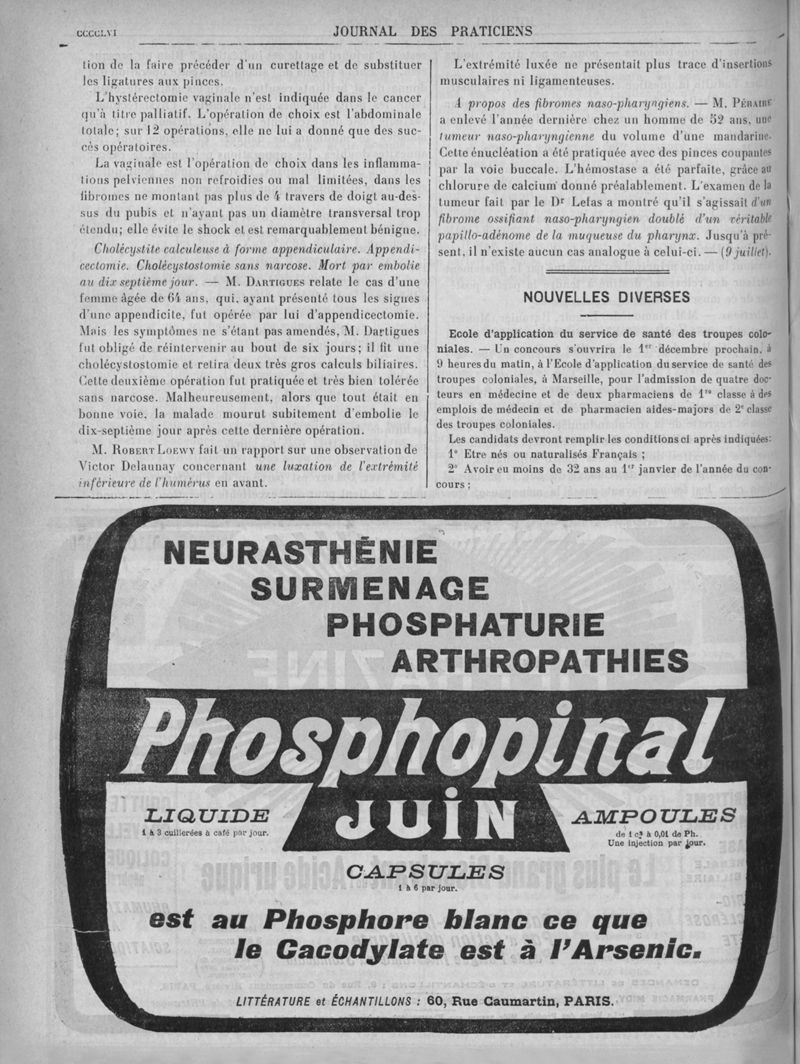 CCCCLVI
JOURNAL DES PRATICIENS
tion de la faire précéder d'un curettage et de substituer
les ligatures aux pinces.
L'hystérectomie vaginale n'est indiquée dans le cancer
qu'à titre palliatif. L'opération de choix est l'abdominale
totale; sur 12 opérations, elle ne lui a donné que des suc-
cès opératoires.
La vaginale est l'opération de choix dans les inflamma-
tions pelviennes non refroidies ou mal limitées, dans les
fibromes ne montant pas plus de 4 travers de doigt au-des-
sus du pubis et n'ayant pas un diamètre transversal trop
étendu; elle évite le shock et est remarquablement bénigne.
Cholécystite calculeuse à forme appendiculaire. Appendi-
cectomie. Cholécystostomie sans narcose. Mort par embolie
au dix septième jour. — M. DARTIGUES relate le cas d'une
femme âgée de 64 ans, qui, ayant présenté tous les signes
d'une appendicite, fut opérée par lui d'appendicectomie.
Mais les symptômes ne s'étant pas amendés, M. Dartigues
fut obligé de réintervenir au bout de six jours; il fit une
cholécystostomie et retira deux très gros calculs biliaires.
Cette deuxième opération fut pratiquée et très bien tolérée
sans narcose. Malheureusement, alors que tout était en
bonne voie, la malade mourut subitement d'embolie le
dix-septième jour après cette dernière opération.
M. ROBERT LOEWY fait un rapport sur une observation de
Victor Delaunay concernant une luxation de l'extrémité
inférieure de l'humérus en avant.
L'extrémité luxée ne présentait plus trace d'insertions
musculaires ni ligamenteuses.
A propos des fibromes naso-pharyngiens. — M. PÉRAIRE
a enlevé l'année dernière chez un homme de 52 ans, une
tumeur naso-pharyngienne du volume d'une mandarine.
Cette énucléation a été pratiquée avec des pinces coupantes
par la voie buccale. L'hémostase a été parfaite, grâce au
chlorure de calcium donné préalablement. L'examen de la
tumeur fait par le Dr Lefas a montré qu'il s'agissait d'un
fibrome ossifiant naso-pharyngien doublé d'un véritable
papillo-adénome de la muqueuse du pharynx. Jusqu'à pré-
sent, il n'existe aucun cas analogue à celui-ci. — (9 juillet).
NOUVELLES DIVERSES
Ecole d'application du service de santé des troupes colo-
niales. — Un concours s'ouvrira le 1er décembre prochain, à
9 heures du matin, à l'Ecole d'application du service de santé des
troupes coloniales, à Marseille, pour l'admission de quatre doc-
teurs en médecine et de deux pharmaciens de 1re classe à des
emplois de médecin et de pharmacien aides-majors de 2e classe
des troupes coloniales.
Les candidats devront remplir les conditions ci après indiquées:
1° Etre nés ou naturalisés Français ;
2° Avoir eu moins de 32 ans au 1er janvier de l'année du con-
cours ;
NEURASTHÉNIE
SURMENAGE
PHOSPHATURIE
ARTHROPATHIES
Phosphopinal
JUIN
LIQUIDE
1 à 3 cuillerées à café par jour.
AMPOULES
de 1 c3 à 0,01 de Ph.
Une injection par jour.
CAPSULES
1 à 6 par jour.
est au Phosphore blanc ce que
le Cacodylate est à l'Arsenic.
LITTÉRATURE et ÉCHANTILLONS : 60, Rue Caumartin, PARIS.